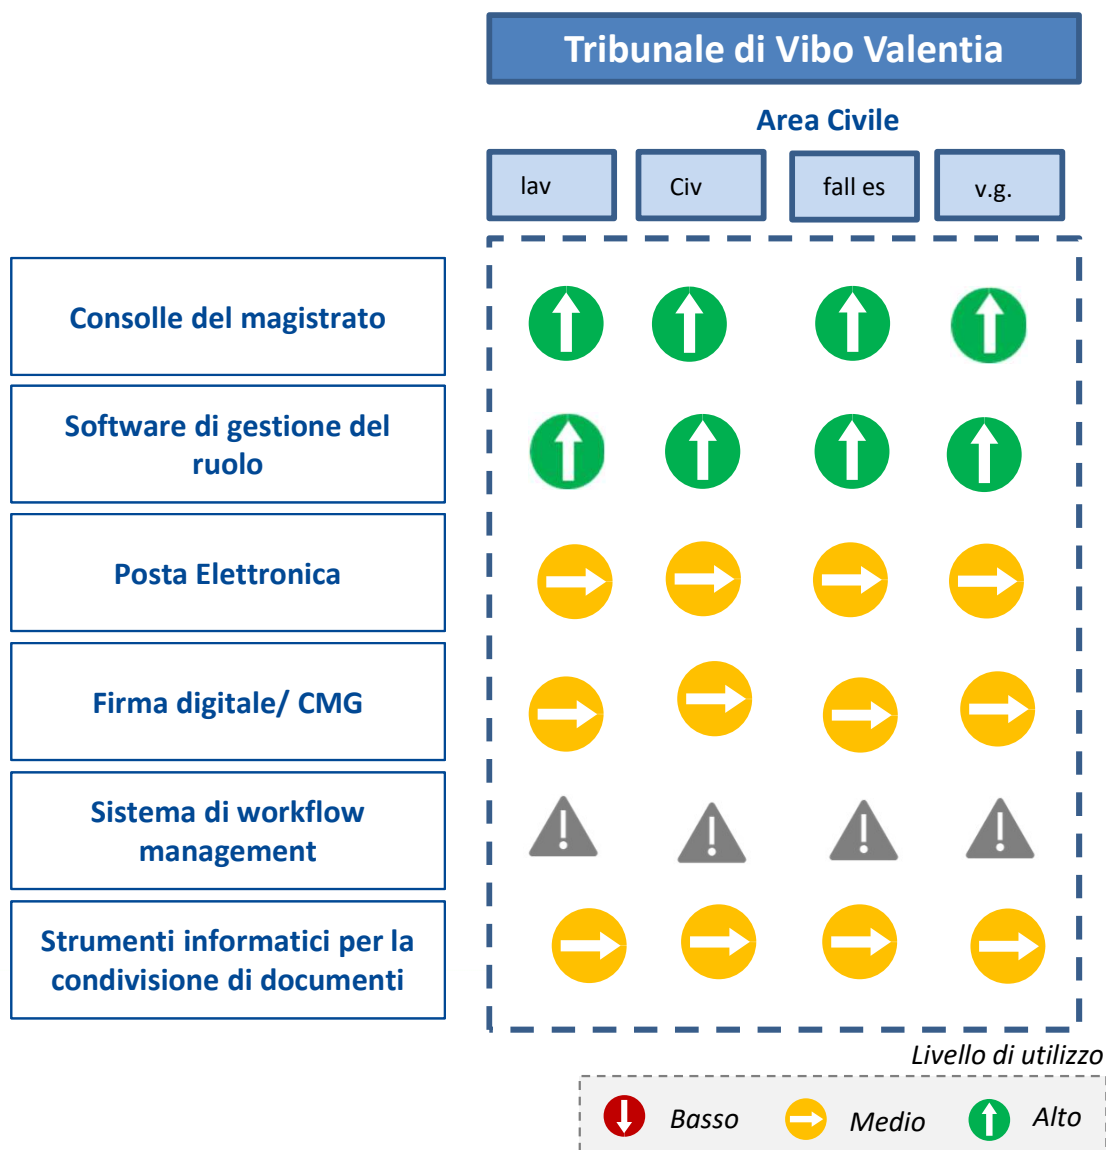 Tribunale di Vibo Valentia
Area Civile
lav
Civ
fall es
v.g.
Consolle del magistrato
Software di gestione del
ruolo
Posta Elettronica
Firma digitale/ CMG
Sistema di workflow
management
Strumenti informatici per la
condivisione di documenti
Livello di utilizzo
Basso
Medio
Alto